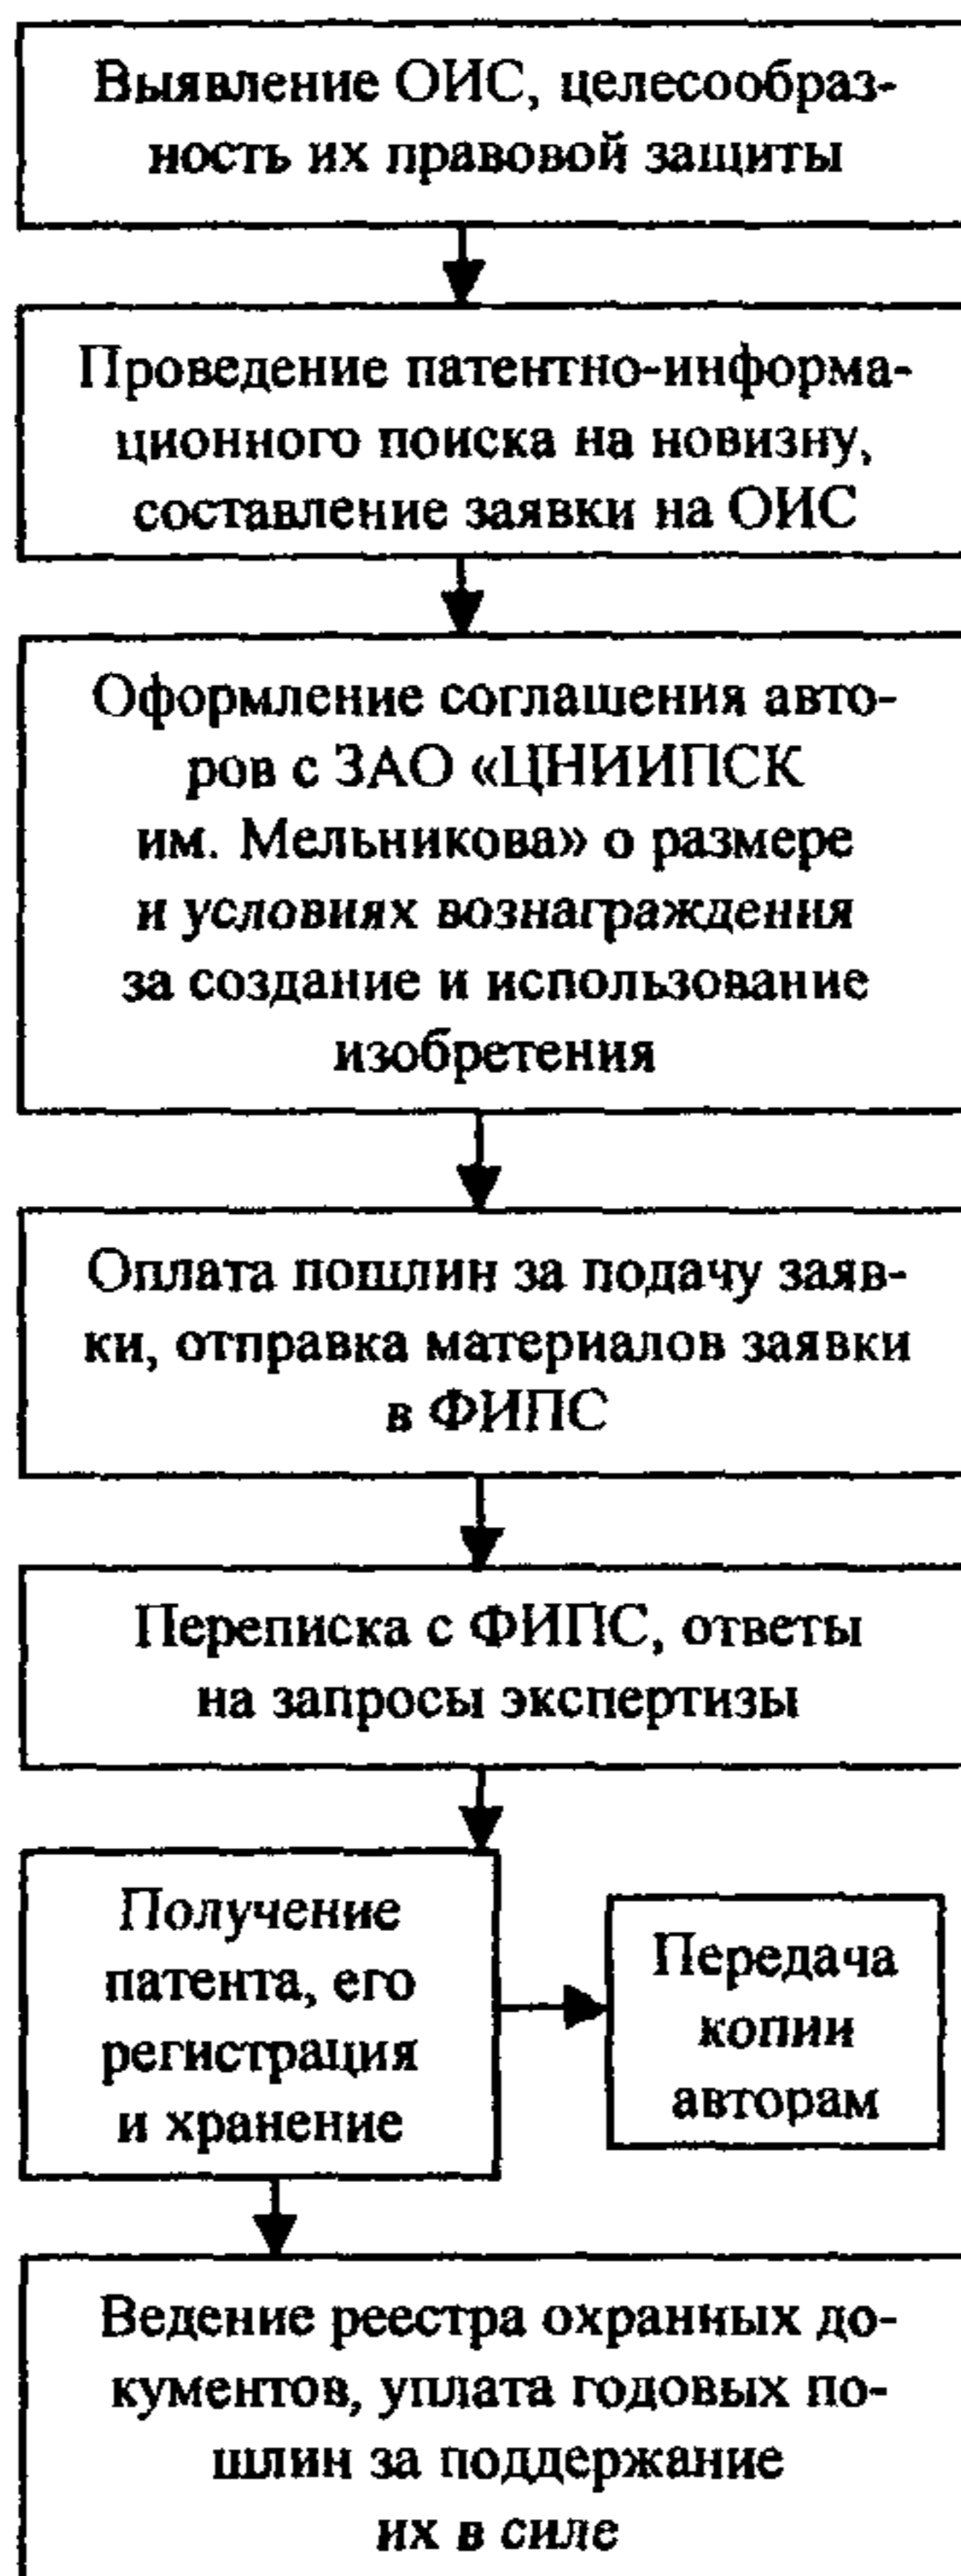 Выявление ОИС, целесообраз-
ность их правовой защиты
Проведение патентно-информа-
ционного поиска на новизну,
составление заявки на ОИС
Оформление соглашения авто-
ров с ЗАО «ЦНИИПСК
им. Мельникова» о размере
и условиях вознаграждения
за создание и использование
изобретения
Оплата пошлин за подачу заяв-
ки, отправка материалов заявки
в ФИПС
Переписка с ФИПС, ответы
на запросы экспертизы
Получение
патента, его
регистрация
и хранение
Передача
копии
авторам
Ведение реестра охранных до-
кументов, уплата годовых по-
шлин за поддержание
их в силе